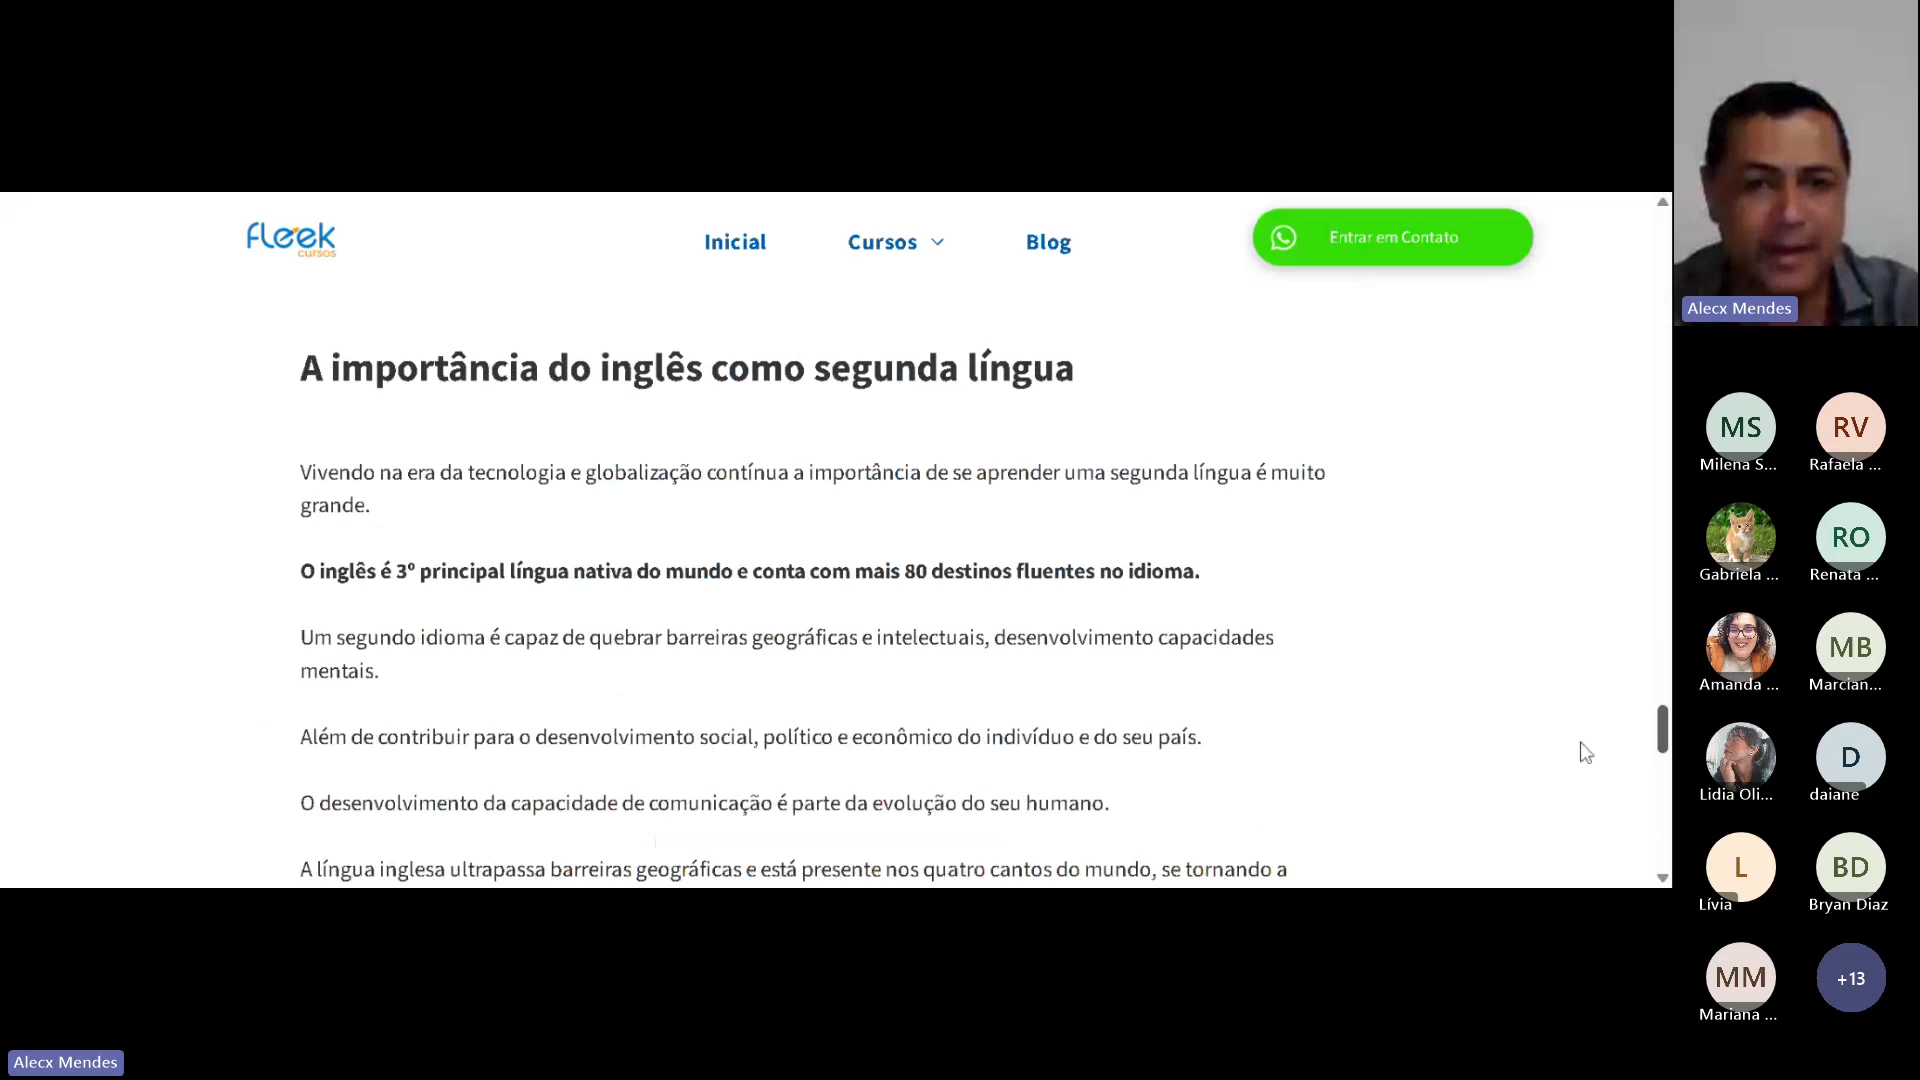 fleek
cursos
Inicial
Cursos
Blog
Entrar em Contato
A importância do inglês como segunda língua
Vivendo na era da tecnologia e globalização contínua a importância de se aprender uma segunda língua é muito
grande.
O inglês é 3º principal língua nativa do mundo e conta com mais 80 destinos fluentes no idioma.
Um segundo idioma é capaz de quebrar barreiras geográficas e intelectuais, desenvolvimento capacidades
mentais.
Além de contribuir para o desenvolvimento social, político e econômico do indivíduo e do seu país.
O desenvolvimento da capacidade de comunicação é parte da evolução do seu humano.
A língua inglesa ultrapassa barreiras geográficas e está presente nos quatro cantos do mundo, se tornando a
Alecx Mendes
MS
Milena S...
RV
Rafaela ...
Gabriela ...
RO
Renata ...
Amanda ...
MB
Marcian...
Lidia Oli...
D
daiane
L
Lívia
BD
Bryan Diaz
MM
Mariana ...
+13
Alecx Mendes